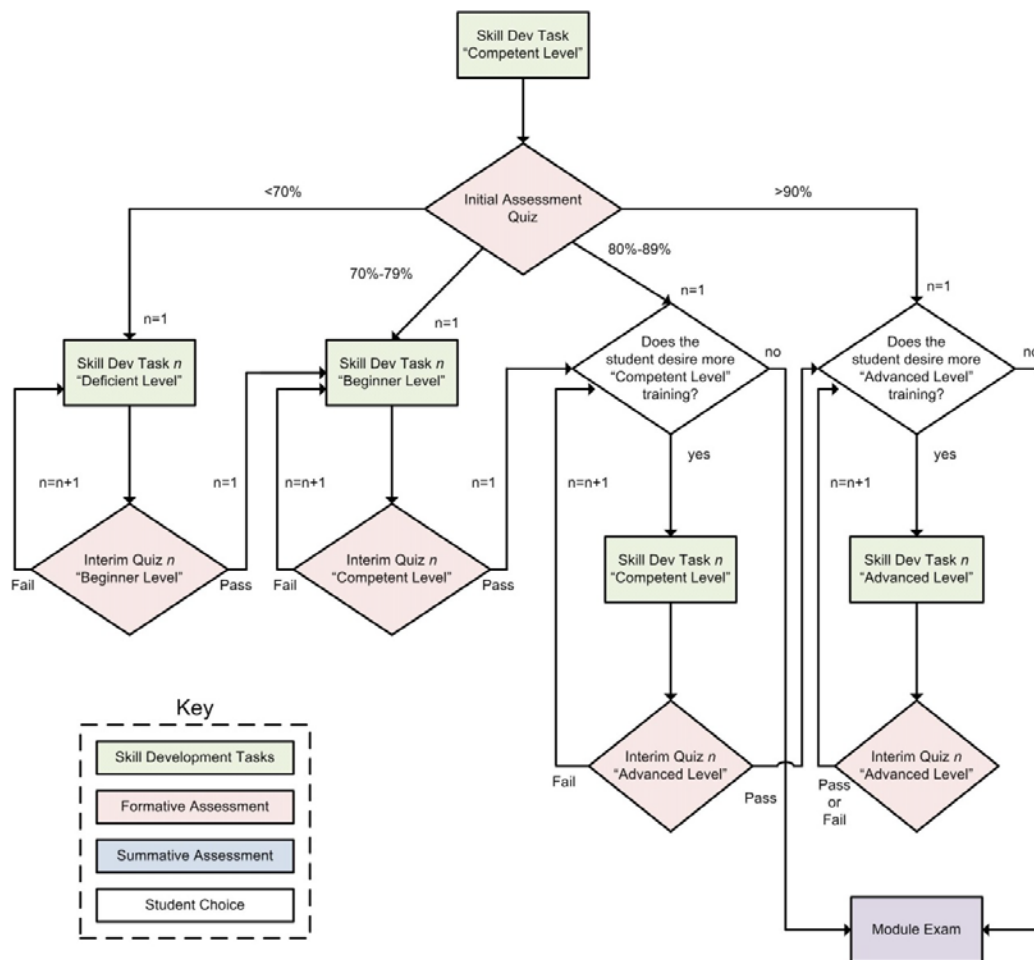 Skill Dev Task
“Competent Level”
Initial Assessment
Quiz
<70%
70%-79%
80%-89%
>90%
n=1
n=1
n=1
n=1
Skill Dev Task n
“Deficient Level”
Skill Dev Task n
“Beginner Level”
Does the
student desire more
“Competent Level”
training?
no
Does the
student desire more
“Advanced Level”
training?
no
yes
yes
n=n+1
n=1
n=n+1
n=1
n=n+1
n=n+1
Interim Quiz n
“Beginner Level”
Fail
Pass
Interim Quiz n
“Competent Level”
Fail
Pass
Skill Dev Task n
“Competent Level”
Skill Dev Task n
“Advanced Level”
Interim Quiz n
“Advanced Level”
Fail
Pass
Interim Quiz n
“Advanced Level”
Pass
or
Fail
Key
Skill Development Tasks
Formative Assessment
Summative Assessment
Student Choice
Module Exam